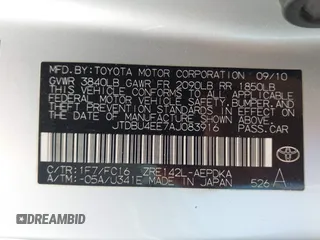 MFD.BY: TOYOTA MOTOR CORPORATION 09/10
GVWR 3840LB GAWR FR 2090LB RR 1850LB
THIS VEHICLE CONFORMS TO ALL APPLICABLE
FEDERAL MOTOR VEHICLE SAFETY, BUMPER, AND
THEFT PREVENTION STANDARDS IN EFFECT ON
THE DATE OF MANUFACTURE SHOWN ABOVE.
JTDBU4EE7AJ083916 PASS.CAR
C/TR:1F7/FC16 ZRE142L-AEPDKA
A/TM:-05A/U341E MADE IN JAPAN 526 A
TOYOTA
DREAMBID